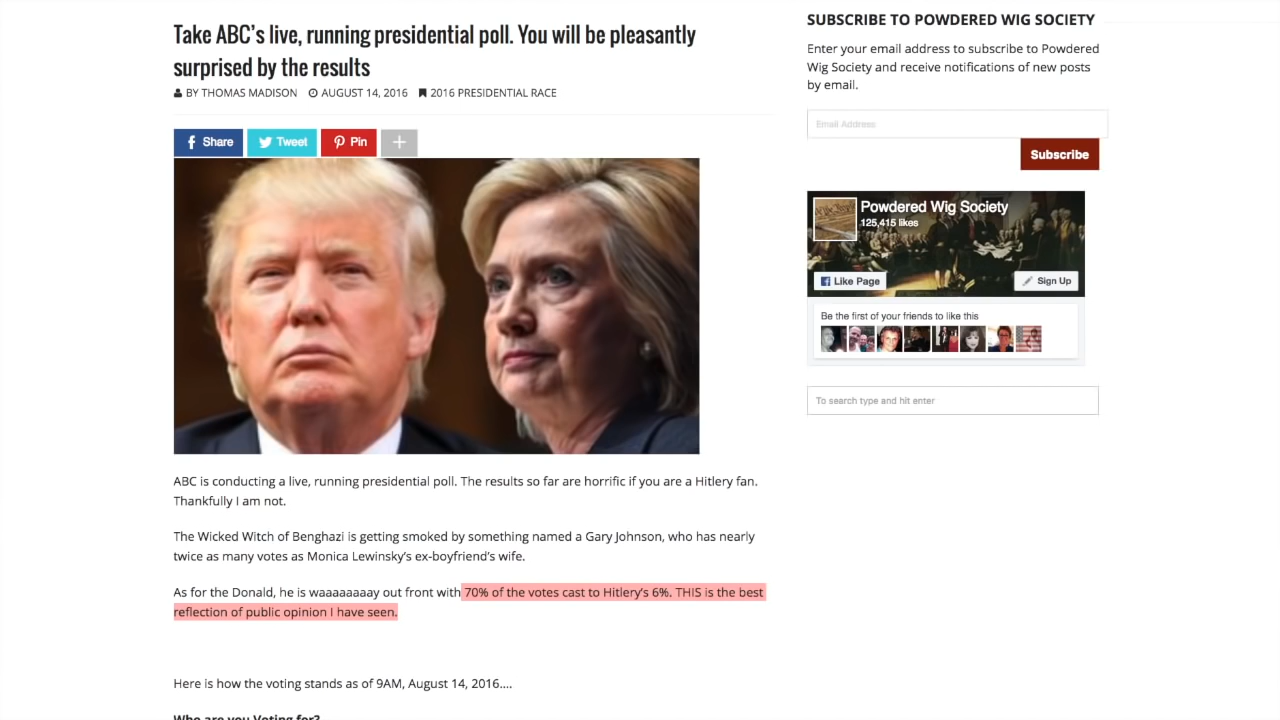 Take ABC's live, running presidential poll. You will be pleasantly
surprised by the results
BY THOMAS MADISON AUGUST 14, 2016 2016 PRESIDENTIAL RACE
Share Tweet Pin +
ABC is conducting a live, running presidential poll. The results so far are horrific if you are a Hitlery fan.
Thankfully I am not.
The Wicked Witch of Benghazi is getting smoked by something named a Gary Johnson, who has nearly
twice as many votes as Monica Lewinsky's ex-boyfriend's wife.
As for the Donald, he is waaaaaaaay out front with 70% of the votes cast to Hitlery's 6%. THIS is the best
reflection of public opinion I have seen.
Here is how the voting stands as of 9AM, August 14, 2016....
Who are you Voting for?
SUBSCRIBE TO POWDERED WIG SOCIETY
Enter your email address to subscribe to Powdered
Wig Society and receive notifications of new posts
by email.
Email Address
Subscribe
Powdered Wig Society
125,415 likes
Like Page Sign Up
Be the first of your friends to like this
To search type and hit enter